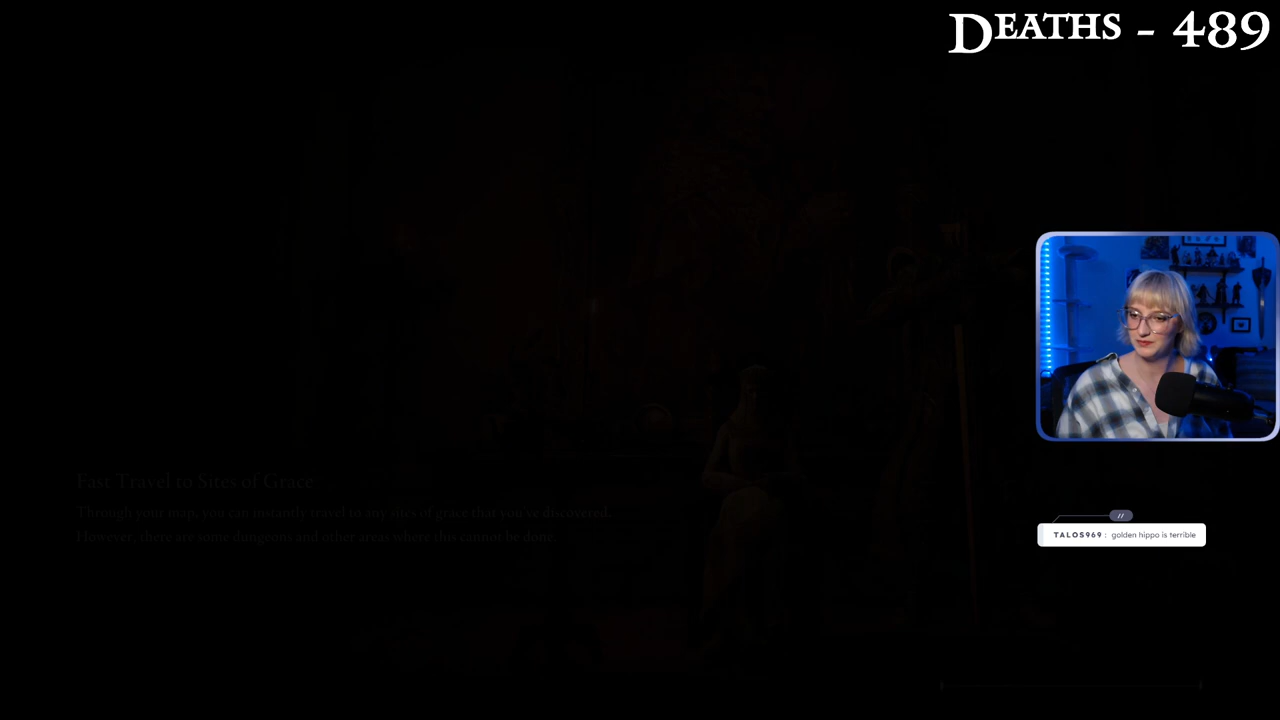 DEATHS - 489
Fast Travel to Sites of Grace
Through your map, you can instantly travel to any sites of grace that you've discovered.
However, there are some dungeons and other areas where this cannot be done.
//
TALOS969 : golden hippo is terrible